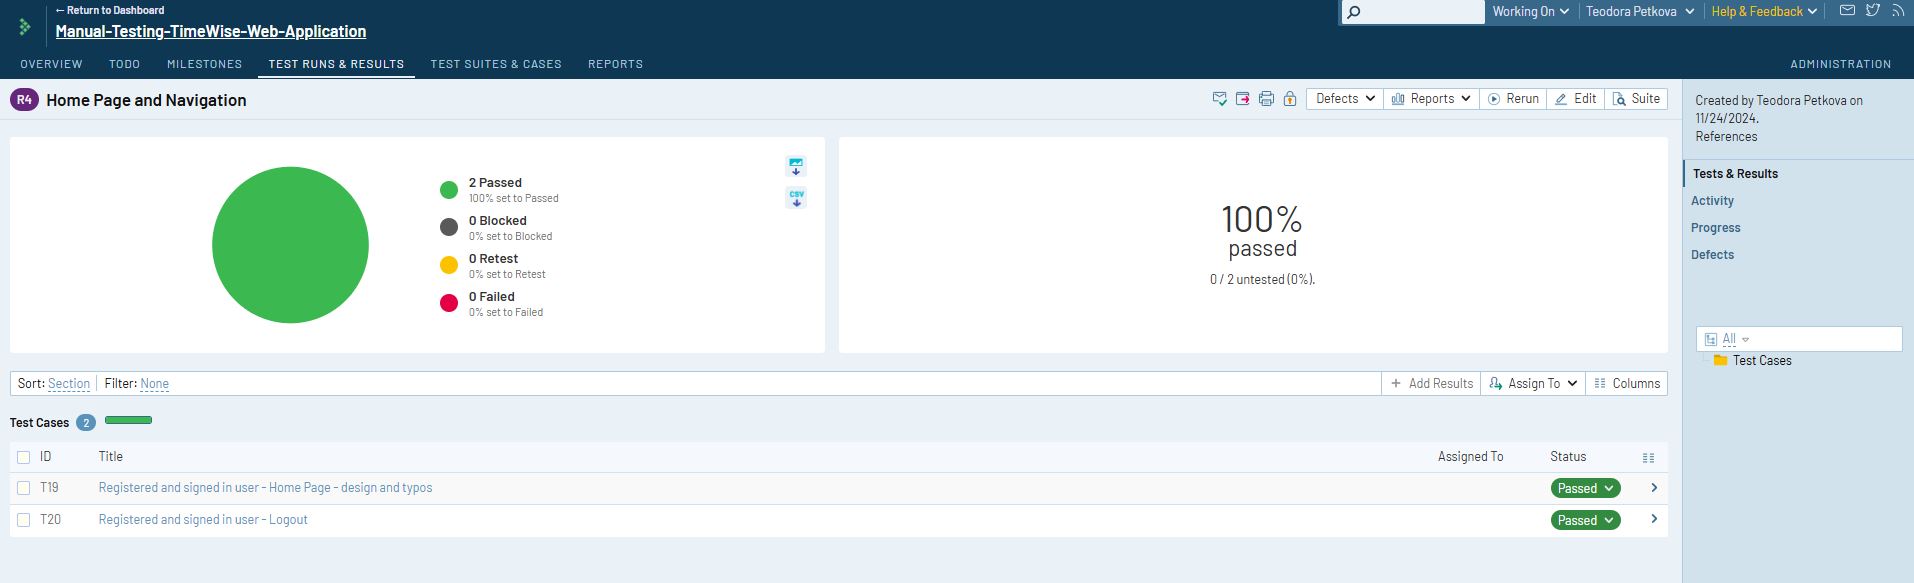 ← Return to Dashboard
Manual-Testing-TimeWise-Web-Application
Working On
Teodora Petkova
Help & Feedback
OVERVIEW TODO MILESTONES TEST RUNS & RESULTS TEST SUITES & CASES REPORTS ADMINISTRATION
R4 Home Page and Navigation
Defects Reports Rerun Edit Suite
2 Passed
100% set to Passed
0 Blocked
0% set to Blocked
0 Retest
0% set to Retest
0 Failed
0% set to Failed
CSV
100%
passed
0 / 2 untested (0%).
Sort: Section Filter: None
+ Add Results Assign To Columns
Test Cases 2
ID Title Assigned To Status
T19 Registered and signed in user - Home Page - design and typos Passed
T20 Registered and signed in user - Logout Passed
Created by Teodora Petkova on
11/24/2024.
References
Tests & Results
Activity
Progress
Defects
All
Test Cases